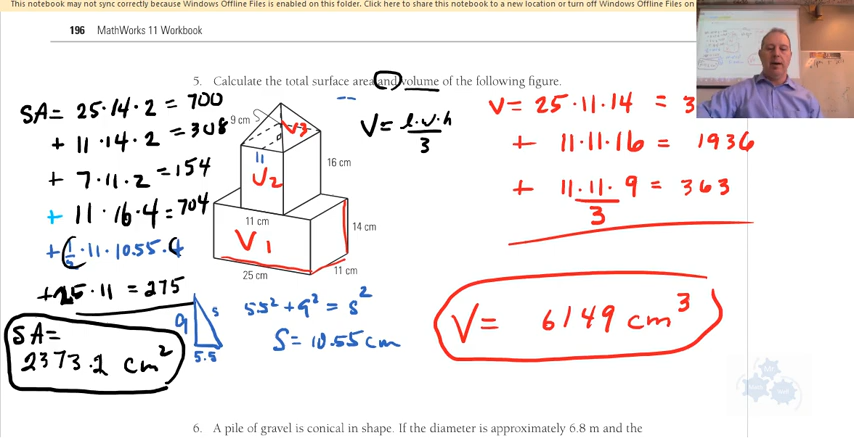 This notebook may not sync correctly because Windows Offline Files is enabled on this folder. Click here to share this notebook to a new location or turn off Windows Offline Files on
196 MathWorks 11 Workbook
5. Calculate the total surface area and volume of the following figure.
SA= 25·14·2 = 700
+ 11·14·2 = 308
+ 7·11·2 = 154
+ 11·16·4 = 704
·11·10.55·4
+25·11 = 275
SA=
2373.2 cm²
9 cm
V3
11
V2
16 cm
11 cm
V1
14 cm
25 cm
11 cm
V= l·w·h
3
9
s
5.5
5.5² + 9² = s²
S= 10.55 cm
V= 25·11·14 = 3
+ 11·11·16 = 1936
+ 11·11·9 = 363
3
V= 6149 cm³
6. A pile of gravel is conical in shape. If the diameter is approximately 6.8 m and the